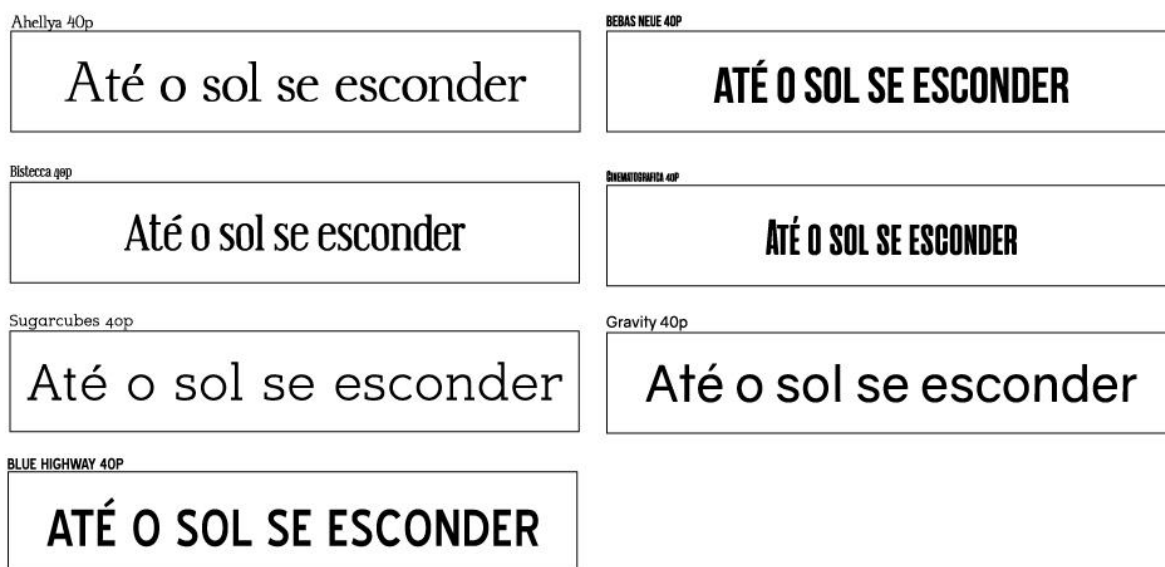 Ahellya 40p
Até o sol se esconder
Bistecca 40p
Até o sol se esconder
Sugarcubes 40p
Até o sol se esconder
BLUE HIGHWAY 40P
ATÉ O SOL SE ESCONDER
BEBAS NEUE 40P
ATÉ O SOL SE ESCONDER
CINEMATOGRAFICA 40P
ATÉ O SOL SE ESCONDER
Gravity 40p
Até o sol se esconder